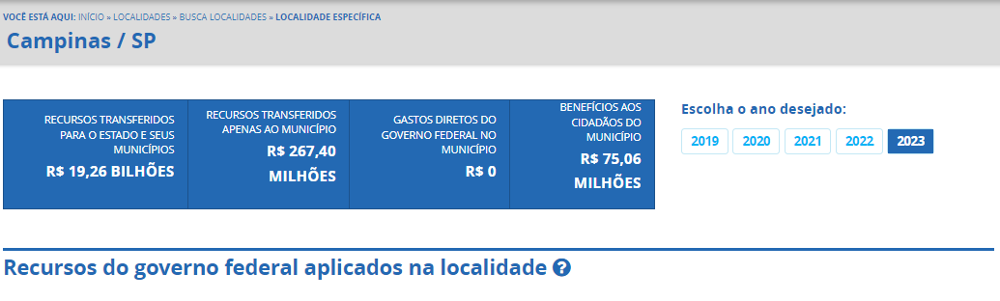 VOCÊ ESTÁ AQUI: INÍCIO » LOCALIDADES » BUSCA LOCALIDADES » LOCALIDADE ESPECÍFICA
Campinas / SP
RECURSOS TRANSFERIDOS
PARA O ESTADO E SEUS
MUNICÍPIOS
R$ 19,26 BILHÕES
RECURSOS TRANSFERIDOS
APENAS AO MUNICÍPIO
R$ 267,40
MILHÕES
GASTOS DIRETOS DO
GOVERNO FEDERAL NO
MUNICÍPIO
R$ 0
BENEFÍCIOS AOS
CIDADÃOS DO
MUNICÍPIO
R$ 75,06
MILHÕES
Escolha o ano desejado:
2019 2020 2021 2022 2023
Recursos do governo federal aplicados na localidade ?